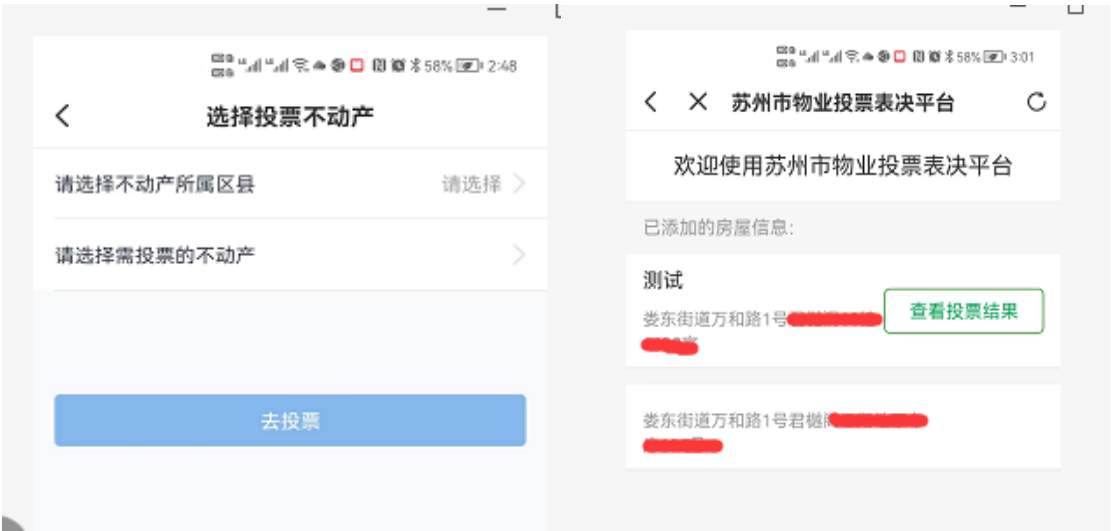 58% 2:48
选择投票不动产
请选择不动产所属区县 请选择
请选择需投票的不动产
去投票
58% 3:01
苏州市物业投票表决平台
欢迎使用苏州市物业投票表决平台
已添加的房屋信息:
测试
查看投票结果
娄东街道万和路1号
娄东街道万和路1号君樾